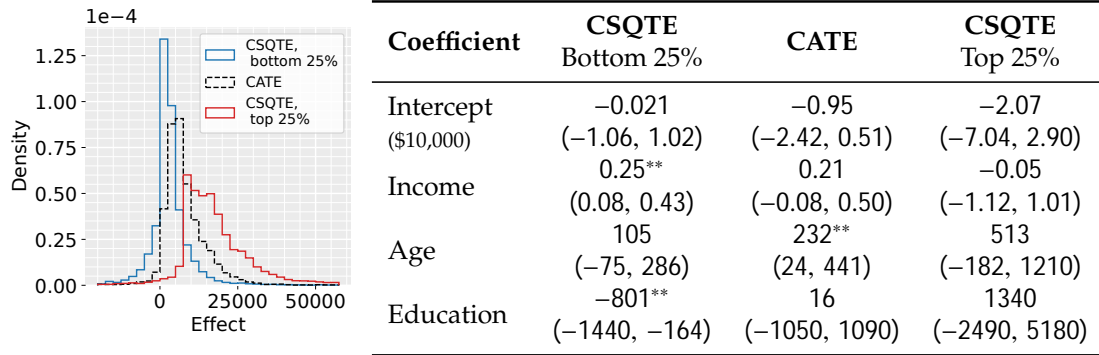 1e−4
1.25
1.00
0.75
0.50
0.25
0.00
Density
0 25000 50000
Effect
CSQTE,
bottom 25%
CATE
CSQTE,
top 25%
Coefficient CSQTE Bottom 25% CATE CSQTE Top 25%
Intercept −0.021 −0.95 −2.07
($10,000) (−1.06, 1.02) (−2.42, 0.51) (−7.04, 2.90)
Income 0.25** 0.21 −0.05
(0.08, 0.43) (−0.08, 0.50) (−1.12, 1.01)
Age 105 232** 513
(−75, 286) (24, 441) (−182, 1210)
Education −801** 16 1340
(−1440, −164) (−1050, 1090) (−2490, 5180)